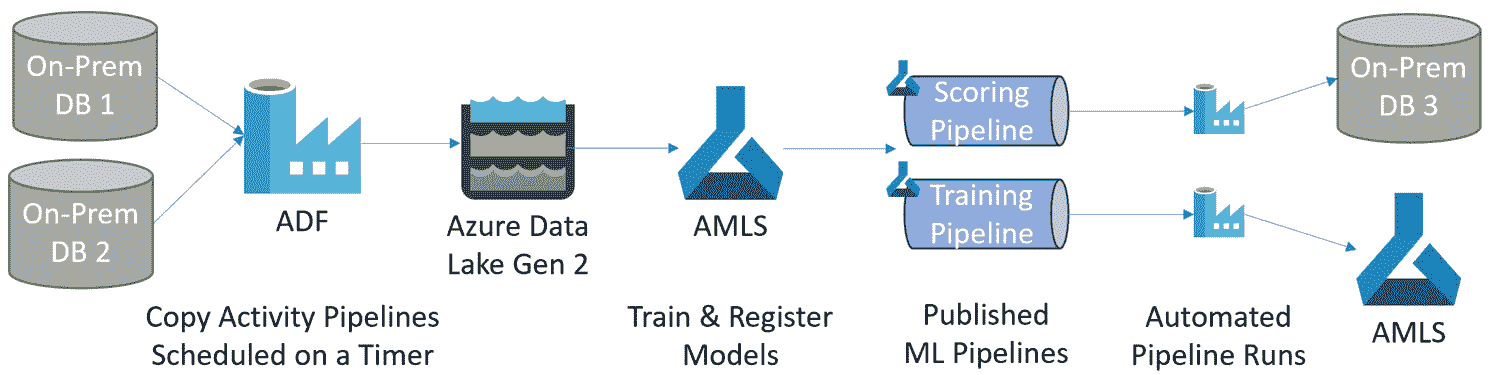 On-Prem
DB 1
On-Prem
DB 2
ADF
Azure Data
Lake Gen 2
AMLS
Scoring
Pipeline
Training
Pipeline
On-Prem
DB 3
AMLS
Copy Activity Pipelines
Scheduled on a Timer
Train & Register
Models
Published
ML Pipelines
Automated
Pipeline Runs